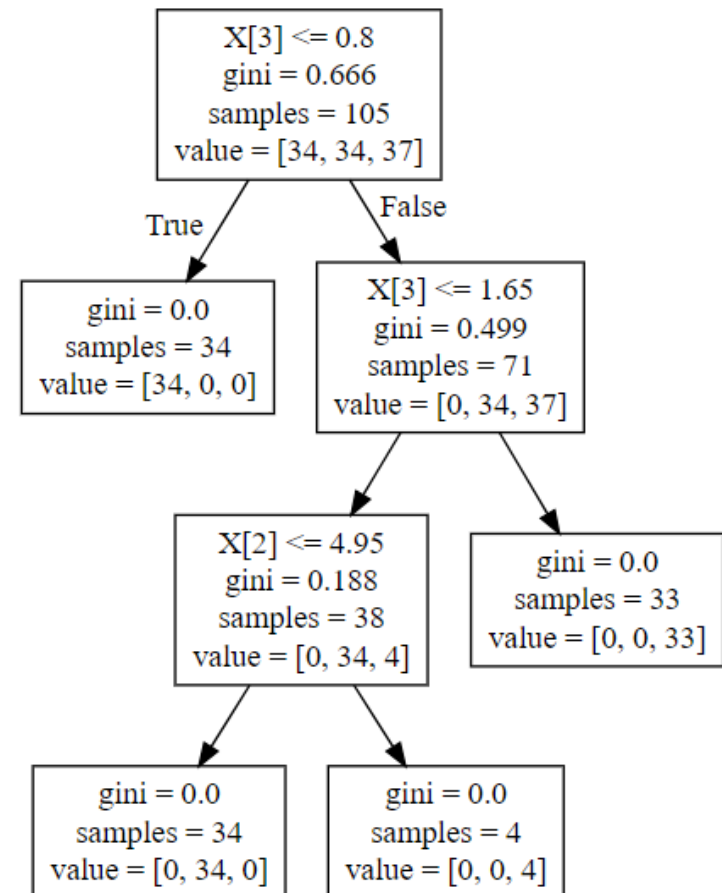 X[3] <= 0.8
gini = 0.666
samples = 105
value = [34, 34, 37]
True
False
gini = 0.0
samples = 34
value = [34, 0, 0]
X[3] <= 1.65
gini = 0.499
samples = 71
value = [0, 34, 37]
X[2] <= 4.95
gini = 0.188
samples = 38
value = [0, 34, 4]
gini = 0.0
samples = 33
value = [0, 0, 33]
gini = 0.0
samples = 34
value = [0, 34, 0]
gini = 0.0
samples = 4
value = [0, 0, 4]